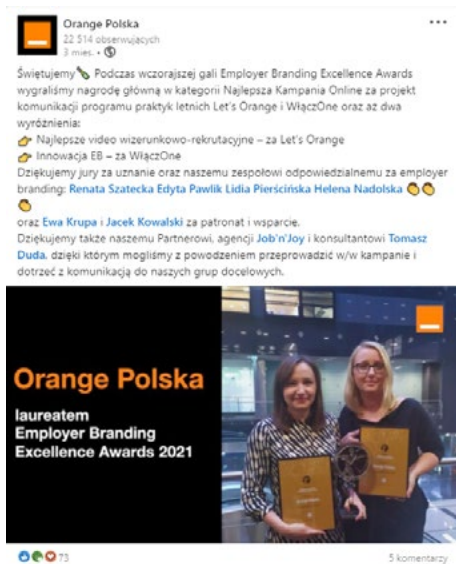 Orange Polska
22 514 obserwujących
3 mies. •
Świętujemy Podczas wczorajszej gali Employer Branding Excellence Awards
wygraliśmy nagrodę główną w kategorii Najlepsza Kampania Online za projekt
komunikacji programu praktyk letnich Let's Orange i WłączOne oraz aż dwa
wyróżnienia:
👉 Najlepsze video wizerunkowo-rekrutacyjne – za Let's Orange
👉 Innowacja EB – za WłączOne
Dziękujemy jury za uznanie oraz naszemu zespołowi odpowiedzialnemu za employer
branding: Renata Szatecka Edyta Pawlik Lidia Pierścińska Helena Nadolska 👏👏
👏
oraz Ewa Krupa i Jacek Kowalski za patronat i wsparcie.
Dziękujemy także naszemu Partnerowi, agencji Job'n'Joy i konsultantowi Tomasz
Duda, dzięki którym mogliśmy z powodzeniem przeprowadzić w/w kampanie i
dotrzeć z komunikacją do naszych grup docelowych.
Orange Polska
laureatem
Employer Branding
Excellence Awards 2021
73
5 komentarzy